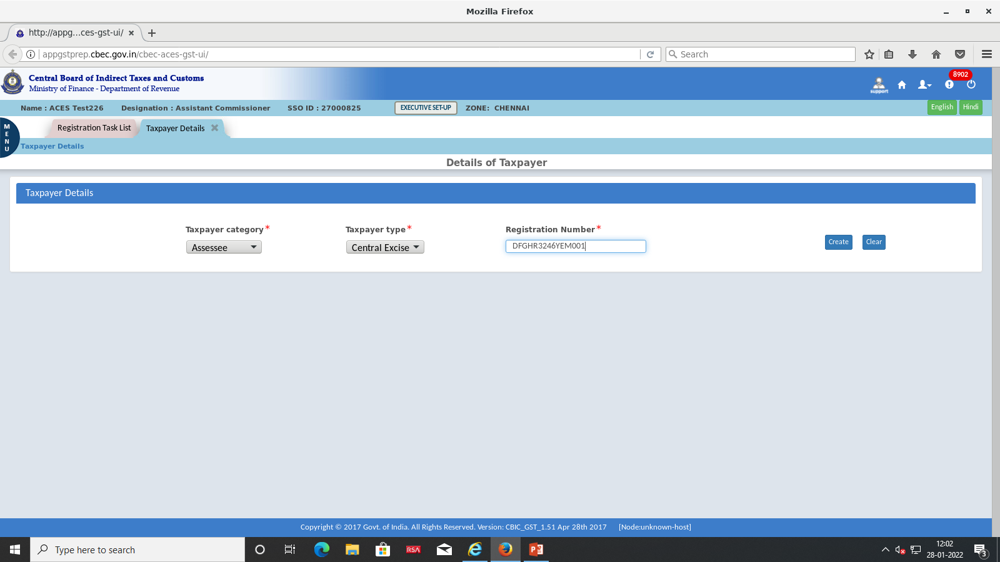 Mozilla Firefox
http://appg...ces-gst-ui/
appgstprep.cbec.gov.in/cbec-aces-gst-ui/
Search
Central Board of Indirect Taxes and Customs
Ministry of Finance - Department of Revenue
support
8902
Name : ACES Test226 Designation : Assistant Commissioner SSO ID : 27000825 EXECUTIVE SET-UP ZONE: CHENNAI English Hindi
MENU
Registration Task List Taxpayer Details
Taxpayer Details
Details of Taxpayer
Taxpayer Details
Taxpayer category* Taxpayer type* Registration Number*
Assessee Central Excise DFGHR3246YEM001 Create Clear
Copyright © 2017 Govt. of India. All Rights Reserved. Version: CBIC_GST_1.51 Apr 28th 2017 [Node:unknown-host]
Type here to search
RSA
12:02
28-01-2022
3